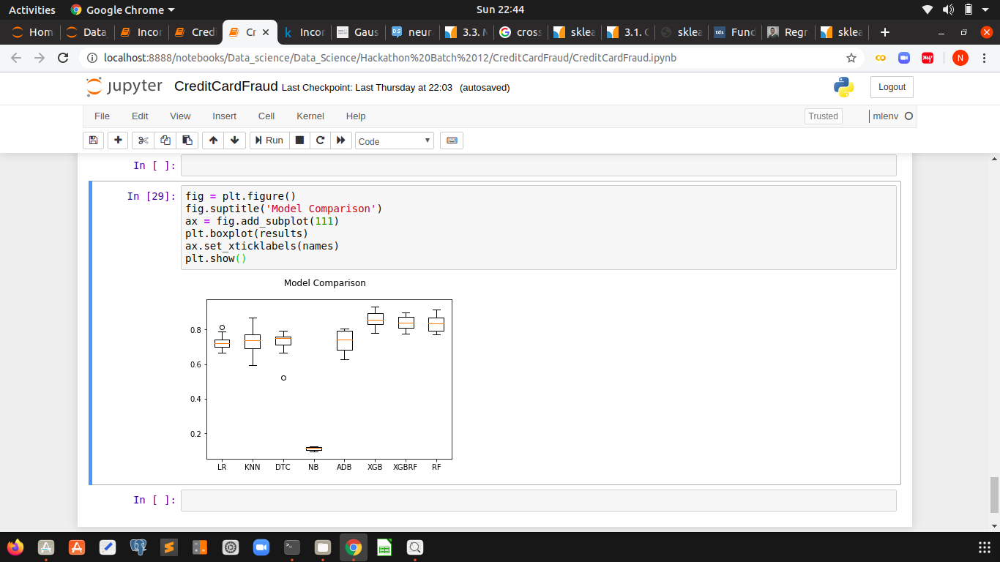 Activities
Google Chrome
Sun 22:44
Hom
Data
Incor
Credi
Cr
Incor
Gaus
neur
3.3. M
cross
sklea
3.1. C
sklea
Fund
Regr
sklea
localhost:8888/notebooks/Data_science/Data_Science/Hackathon%20Batch%2012/CreditCardFraud/CreditCardFraud.ipynb
N
jupyter CreditCardFraud Last Checkpoint: Last Thursday at 22:03 (autosaved)
Logout
File Edit View Insert Cell Kernel Help
Trusted
mlenv
Run
Code
In [ ]:
In [29]:
fig = plt.figure()
fig.suptitle('Model Comparison')
ax = fig.add_subplot(111)
plt.boxplot(results)
ax.set_xticklabels(names)
plt.show()
Model Comparison
0.8
0.6
0.4
0.2
LR KNN DTC NB ADB XGB XGBRF RF
In [ ]: